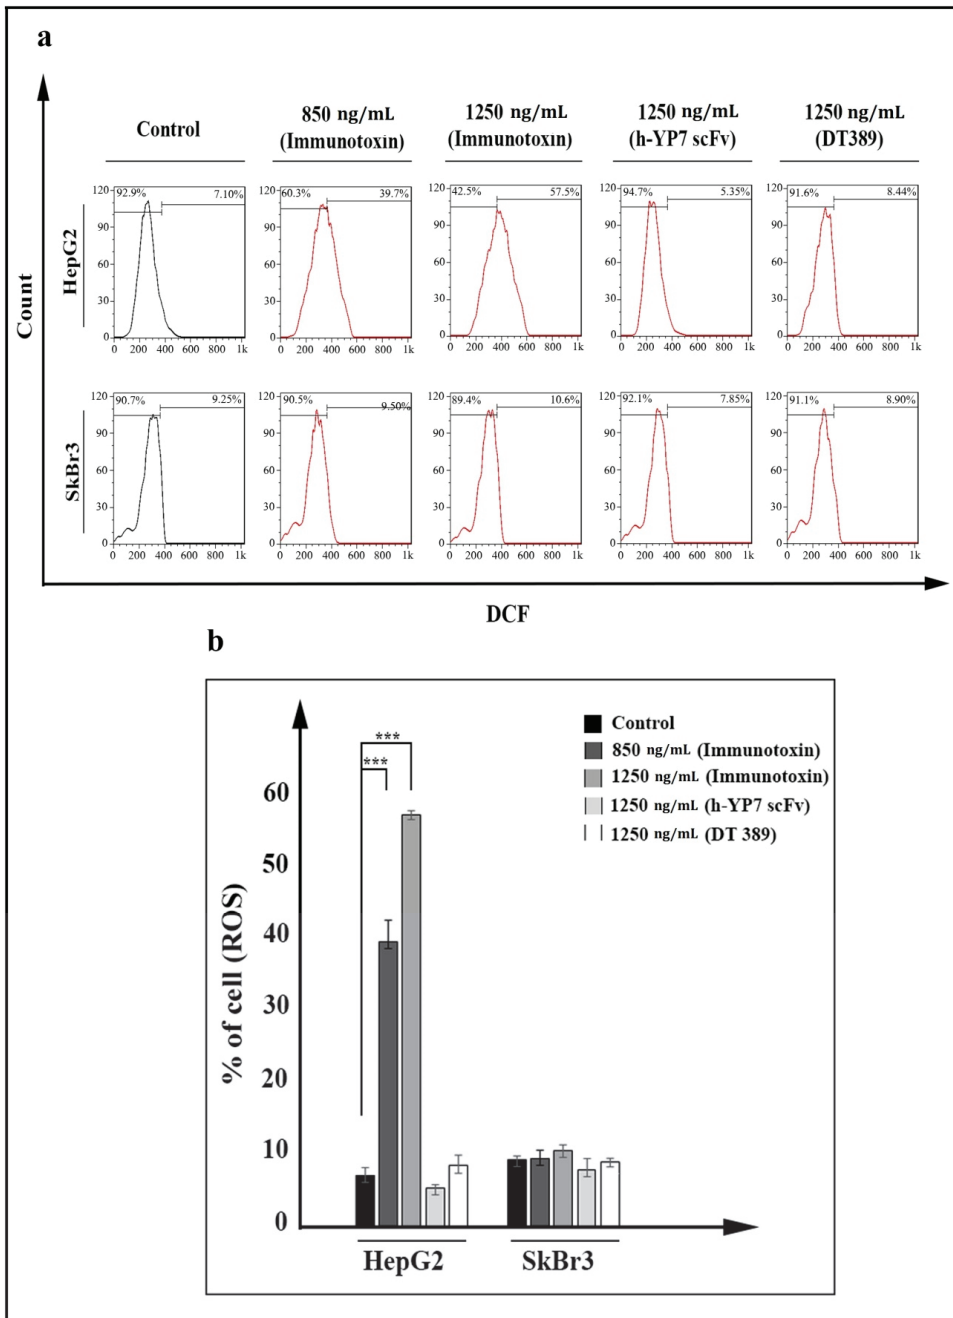 a
Control
850 ng/mL
(Immunotoxin)
1250 ng/mL
(Immunotoxin)
1250 ng/mL
(h-YP7 scFv)
1250 ng/mL
(DT389)
Count
HepG2
120
90
60
30
0
92.9% 7.10%
0 200 400 600 800 1k
120
90
60
30
0
60.3% 39.7%
0 200 400 600 800 1k
120
90
60
30
0
42.5% 57.5%
0 200 400 600 800 1k
120
90
60
30
0
94.7% 5.35%
0 200 400 600 800 1k
120
90
60
30
0
91.6% 8.44%
0 200 400 600 800 1k
SkBr3
120
90
60
30
0
90.7% 9.25%
0 200 400 600 800 1k
120
90
60
30
0
90.5% 9.50%
0 200 400 600 800 1k
120
90
60
30
0
89.4% 10.6%
0 200 400 600 800 1k
120
90
60
30
0
92.1% 7.85%
0 200 400 600 800 1k
120
90
60
30
0
91.1% 8.90%
0 200 400 600 800 1k
DCF
b
Control
850 ng/mL (Immunotoxin)
1250 ng/mL (Immunotoxin)
1250 ng/mL (h-YP7 scFv)
1250 ng/mL (DT 389)
***
***
% of cell (ROS)
60
50
40
30
20
10
0
HepG2 SkBr3